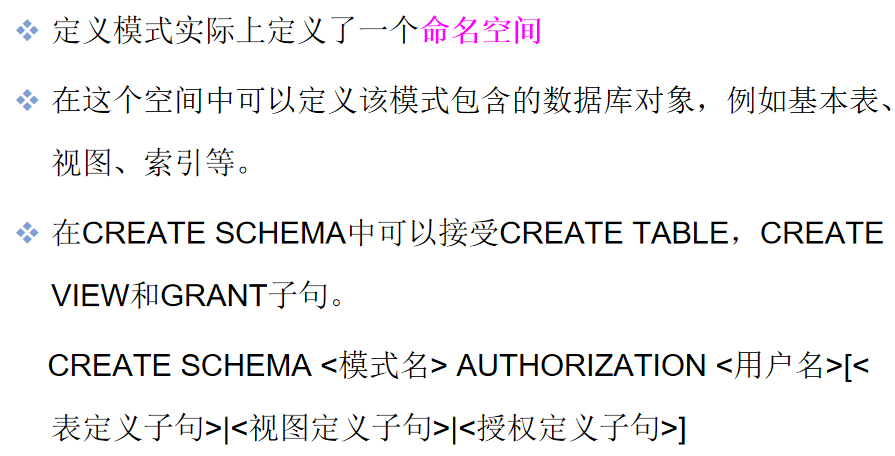 定义模式实际上定义了一个命名空间
在这个空间中可以定义该模式包含的数据库对象，例如基本表、
视图、索引等。
在CREATE SCHEMA中可以接受CREATE TABLE，CREATE
VIEW和GRANT子句。
CREATE SCHEMA <模式名> AUTHORIZATION <用户名>[<
表定义子句>|<视图定义子句>|<授权定义子句>]